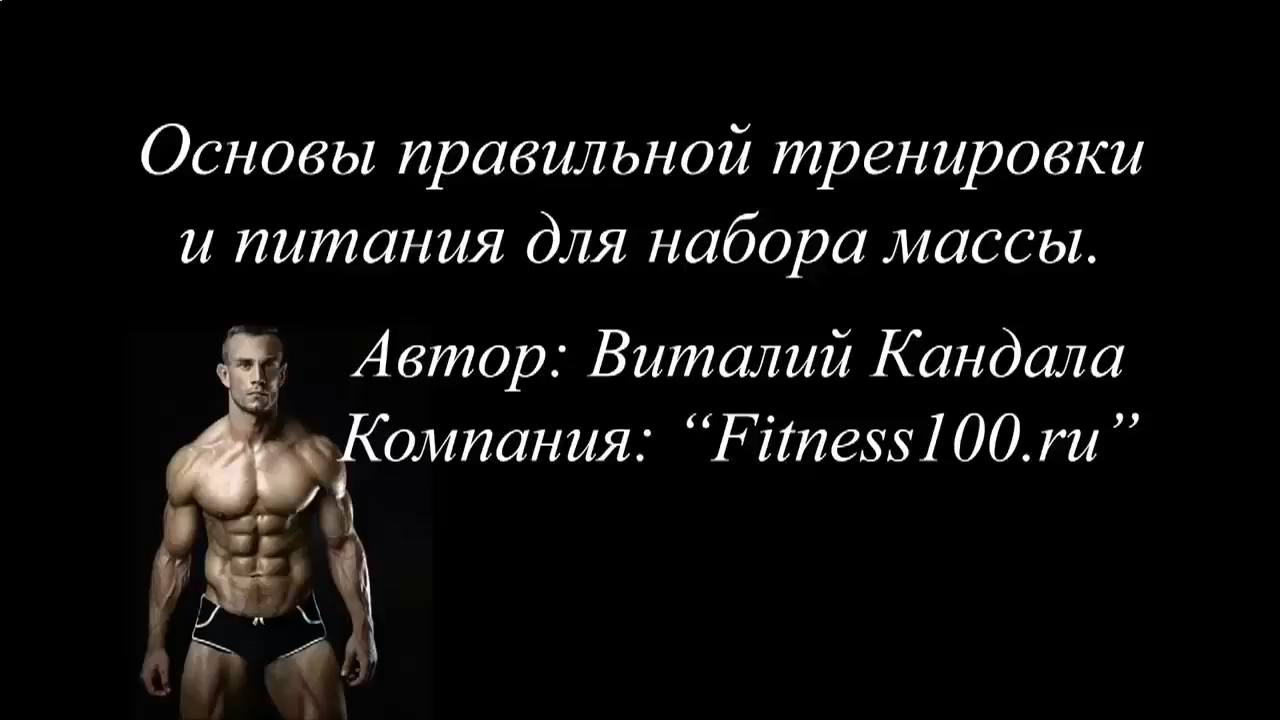 Основы правильной тренировки
и питания для набора массы.
Автор: Виталий Кандала
Компания: “Fitness100.ru”